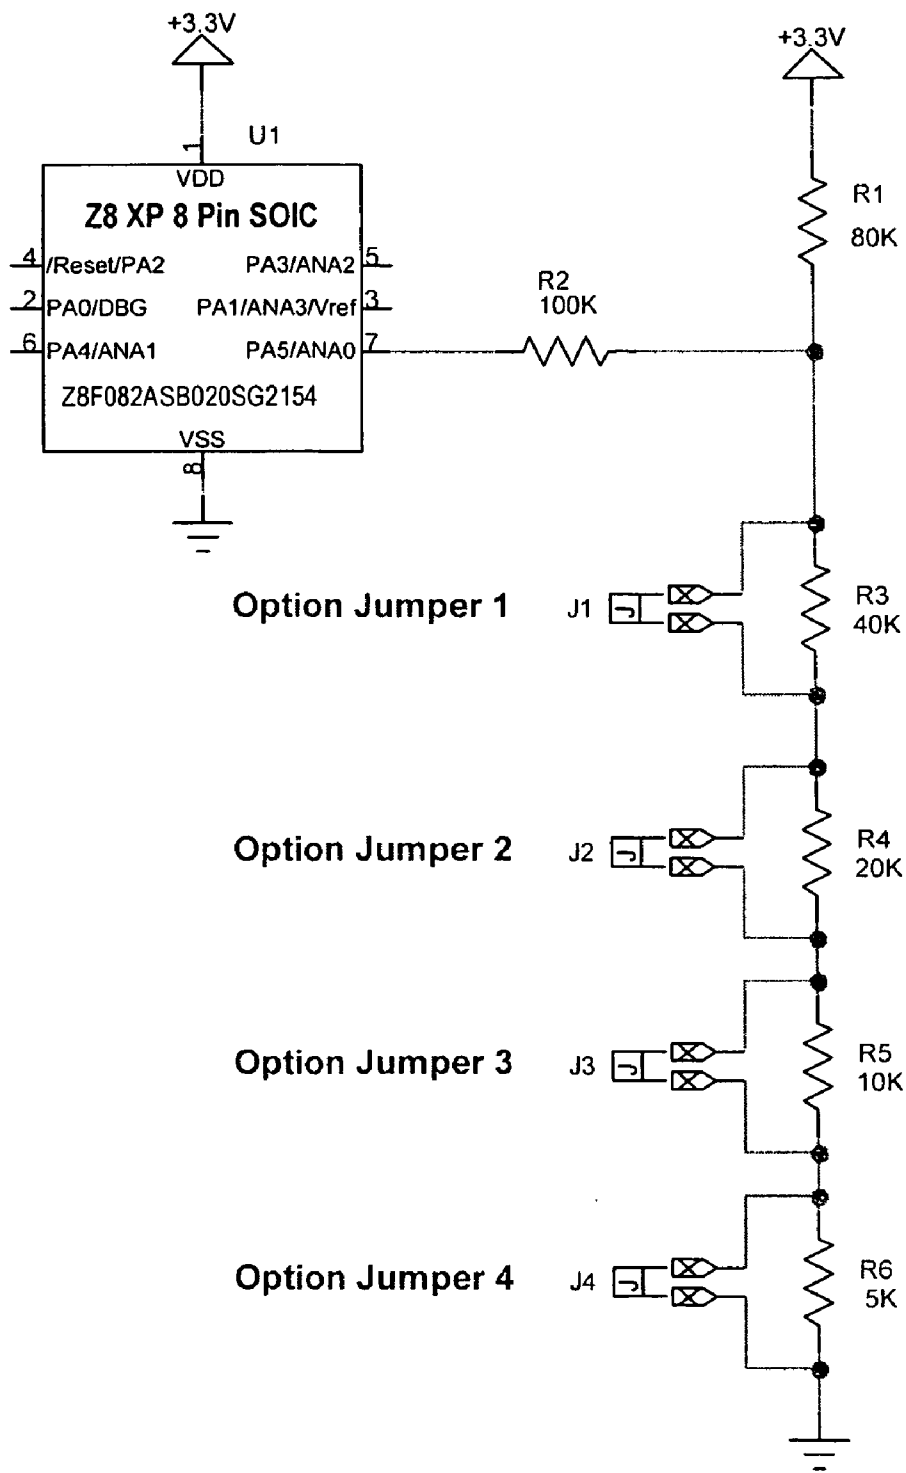 +3.3V
+3.3V
1
U1
VDD
Z8 XP 8 Pin SOIC
R1
80K
4
/Reset/PA2
PA3/ANA2
5
2
PA0/DBG
PA1/ANA3/Vref
3
R2
100K
6
PA4/ANA1
PA5/ANA0
7
Z8F082ASB020SG2154
VSS
8
Option Jumper 1
J1
J
R3
40K
Option Jumper 2
J2
J
R4
20K
Option Jumper 3
J3
J
R5
10K
Option Jumper 4
J4
J
R6
5K